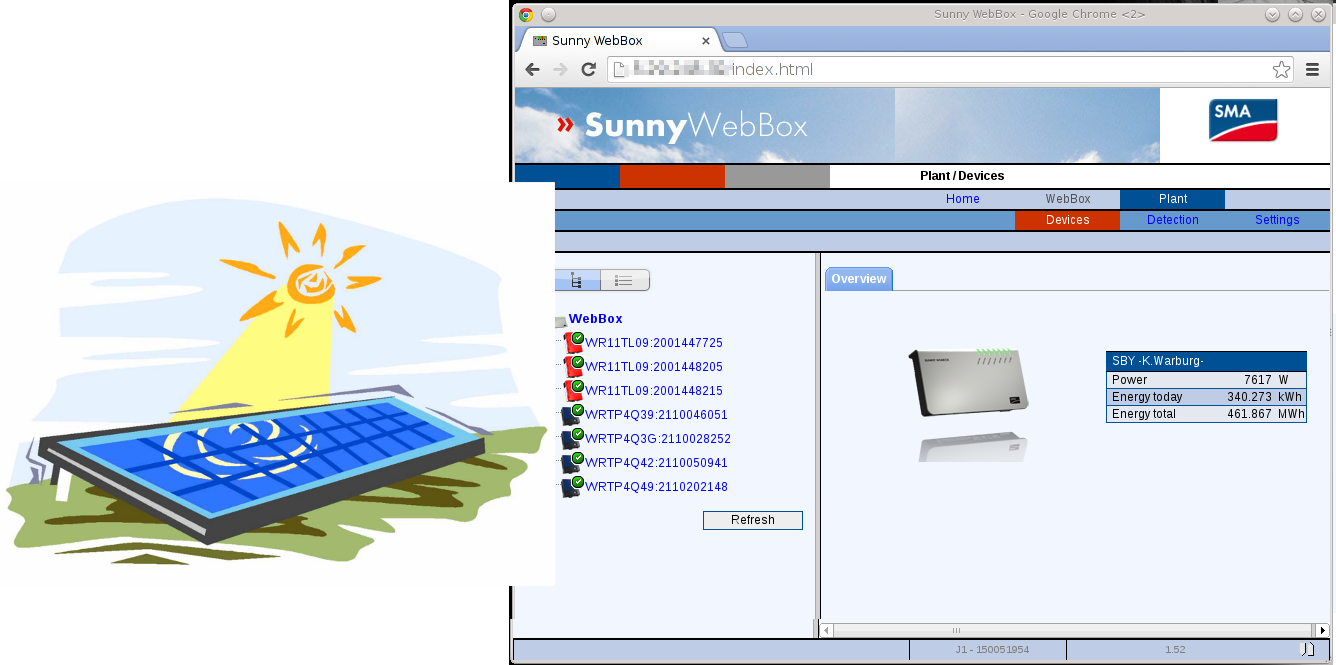 Sunny WebBox - Google Chrome <2>
Sunny WebBox
index.html
SunnyWebBox
SMA
Plant / Devices
Home WebBox Plant
Devices Detection Settings
Overview
WebBox
WR11TL09:2001447725
WR11TL09:2001448205
WR11TL09:2001448215
WRTP4Q39:2110046051
WRTP4Q3G:2110028252
WRTP4Q42:2110050941
WRTP4Q49:2110202148
Refresh
SUNNY WEBBOX
SBY -K.Warburg-
Power 7617 W
Energy today 340.273 kWh
Energy total 461.867 MWh
J1 - 150051954
1.52